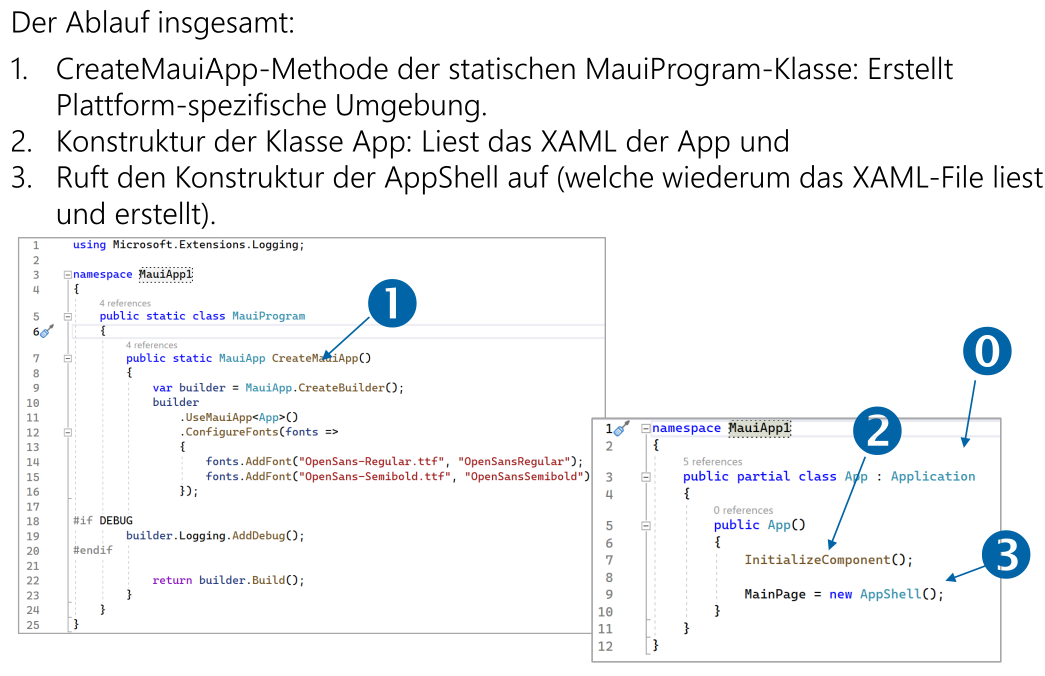 Der Ablauf insgesamt:
1. CreateMauiApp-Methode der statischen MauiProgram-Klasse: Erstellt
Plattform-spezifische Umgebung.
2. Konstruktur der Klasse App: Liest das XAML der App und
3. Ruft den Konstruktur der AppShell auf (welche wiederum das XAML-File liest
und erstellt).
1 using Microsoft.Extensions.Logging;
2
3 namespace MauiApp1
4 {
4 references
5 public static class MauiProgram
6 {
4 references
7 public static MauiApp CreateMauiApp()
8 {
9 var builder = MauiApp.CreateBuilder();
10 builder
11 .UseMauiApp<App>()
12 .ConfigureFonts(fonts =>
13 {
14 fonts.AddFont("OpenSans-Regular.ttf", "OpenSansRegular");
15 fonts.AddFont("OpenSans-Semibold.ttf", "OpenSansSemibold")
16 });
17
18 #if DEBUG
19 builder.Logging.AddDebug();
20 #endif
21
22 return builder.Build();
23 }
24 }
25 }
1
0
2
3
1 namespace MauiApp1
2 {
5 references
3 public partial class App : Application
4 {
0 references
5 public App()
6 {
7 InitializeComponent();
8
9 MainPage = new AppShell();
10 }
11 }
12 }